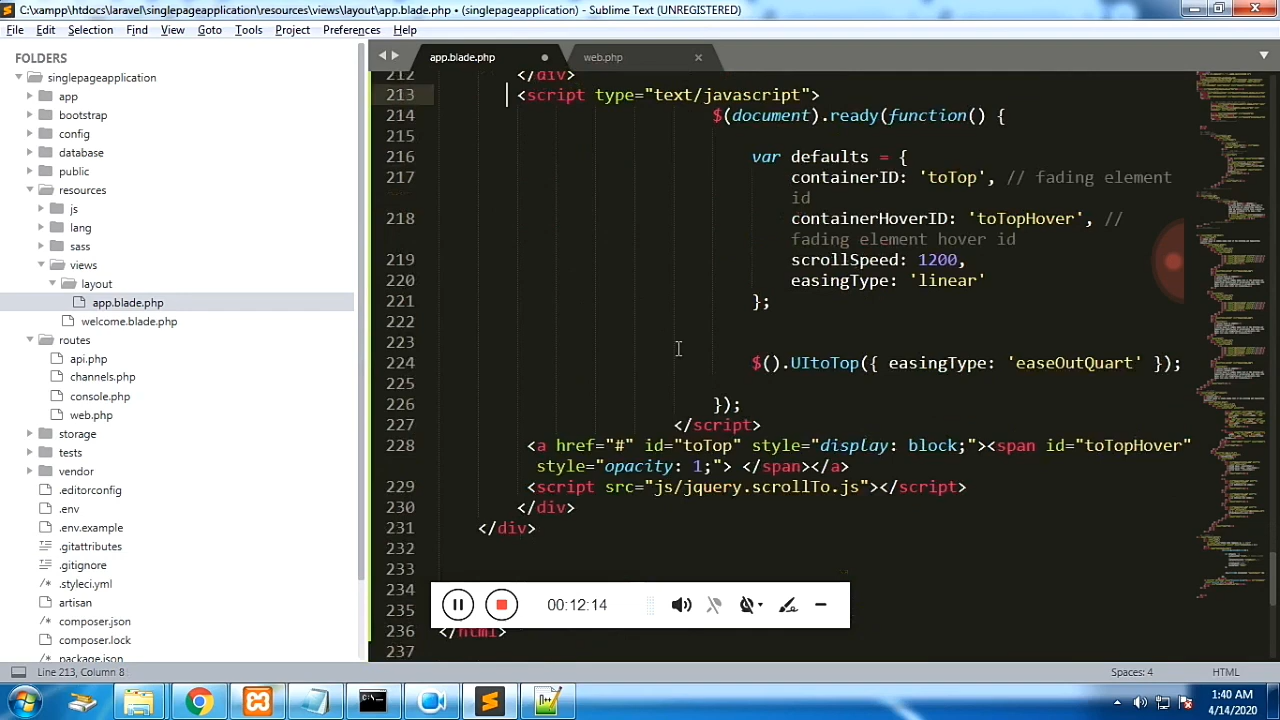 C:\xampp\htdocs\laravel\singlepageapplication\resources\views\layout\app.blade.php • (singlepageapplication) - Sublime Text (UNREGISTERED)
File Edit Selection Find View Goto Tools Project Preferences Help
FOLDERS
singlepageapplication
app
bootstrap
config
database
public
resources
js
lang
sass
views
layout
app.blade.php
welcome.blade.php
routes
api.php
channels.php
console.php
web.php
storage
tests
vendor
.editorconfig
.env
.env.example
.gitattributes
.gitignore
.styleci.yml
artisan
composer.json
composer.lock
package.json
app.blade.php web.php
212 </div>
213 script type="text/javascript">
214 $(document).ready(function() {
215
216 var defaults = {
217 containerID: 'toTop', // fading element
id
218 containerHoverID: 'toTopHover', //
fading element hover id
219 scrollSpeed: 1200,
220 easingType: 'linear'
221 };
222
223
224 $().UItoTop({ easingType: 'easeOutQuart' });
225
226 });
227 </script>
228 <a href="#" id="toTop" style="display: block;"><span id="toTopHover"
style="opacity: 1;"> </span></a>
229 <script src="js/jquery.scrollTo.js"></script>
230 </div>
231 </div>
232
233
234
235
236 </html>
237
00:12:14
Line 213, Column 8
Spaces: 4
HTML
1:40 AM
4/14/2020